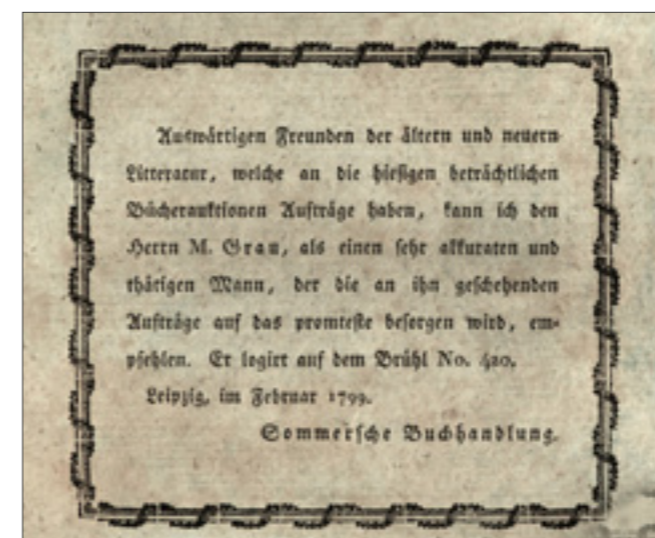 Auswärtigen Freunden der ältern und neuern
Litteratur, welche an die hiesigen beträchtlichen
Bücherauktionen Aufträge haben, kann ich den
Herrn M. Grau, als einen sehr akkuraten und
thätigen Mann, der die an ihn geschehenden
Aufträge auf das promteste besorgen wird, em-
pfehlen. Er logirt auf dem Brühl No. 420.
Leipzig, im Februar 1799.
Sommersche Buchhandlung.